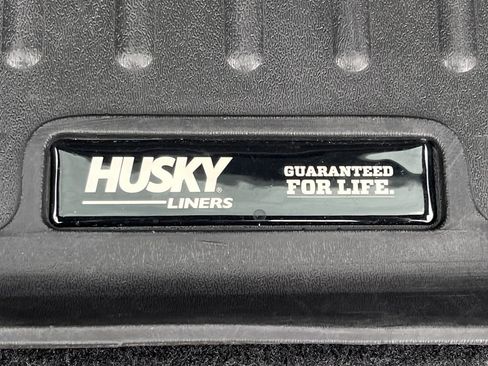 HUSKY®
LINERS
GUARANTEED
FOR LIFE.